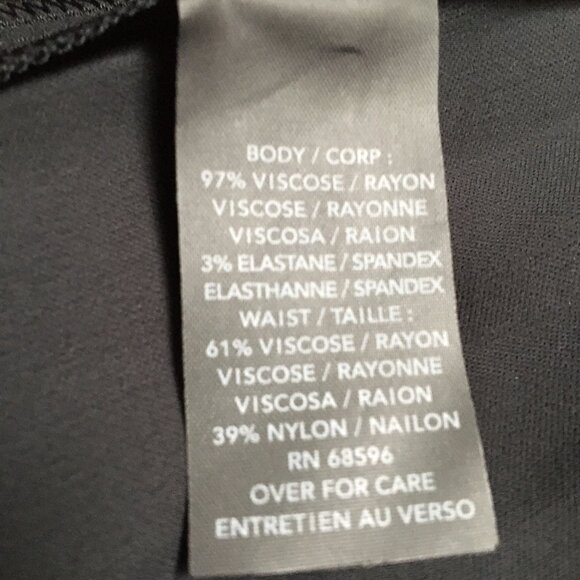 BODY / CORP :
97% VISCOSE / RAYON
VISCOSE / RAYONNE
VISCOSA / RAION
3% ELASTANE / SPANDEX
ELASTHANNE / SPANDEX
WAIST / TAILLE :
61% VISCOSE / RAYON
VISCOSE / RAYONNE
VISCOSA / RAION
39% NYLON / NAILON
RN 68596
OVER FOR CARE
ENTRETIEN AU VERSO